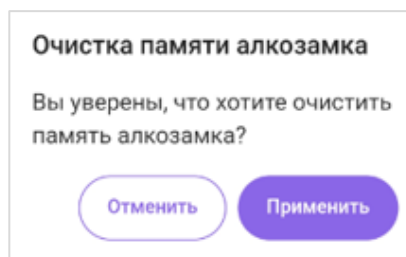 Очистка памяти алкозамка
Вы уверены, что хотите очистить
память алкозамка?
Отменить
Применить